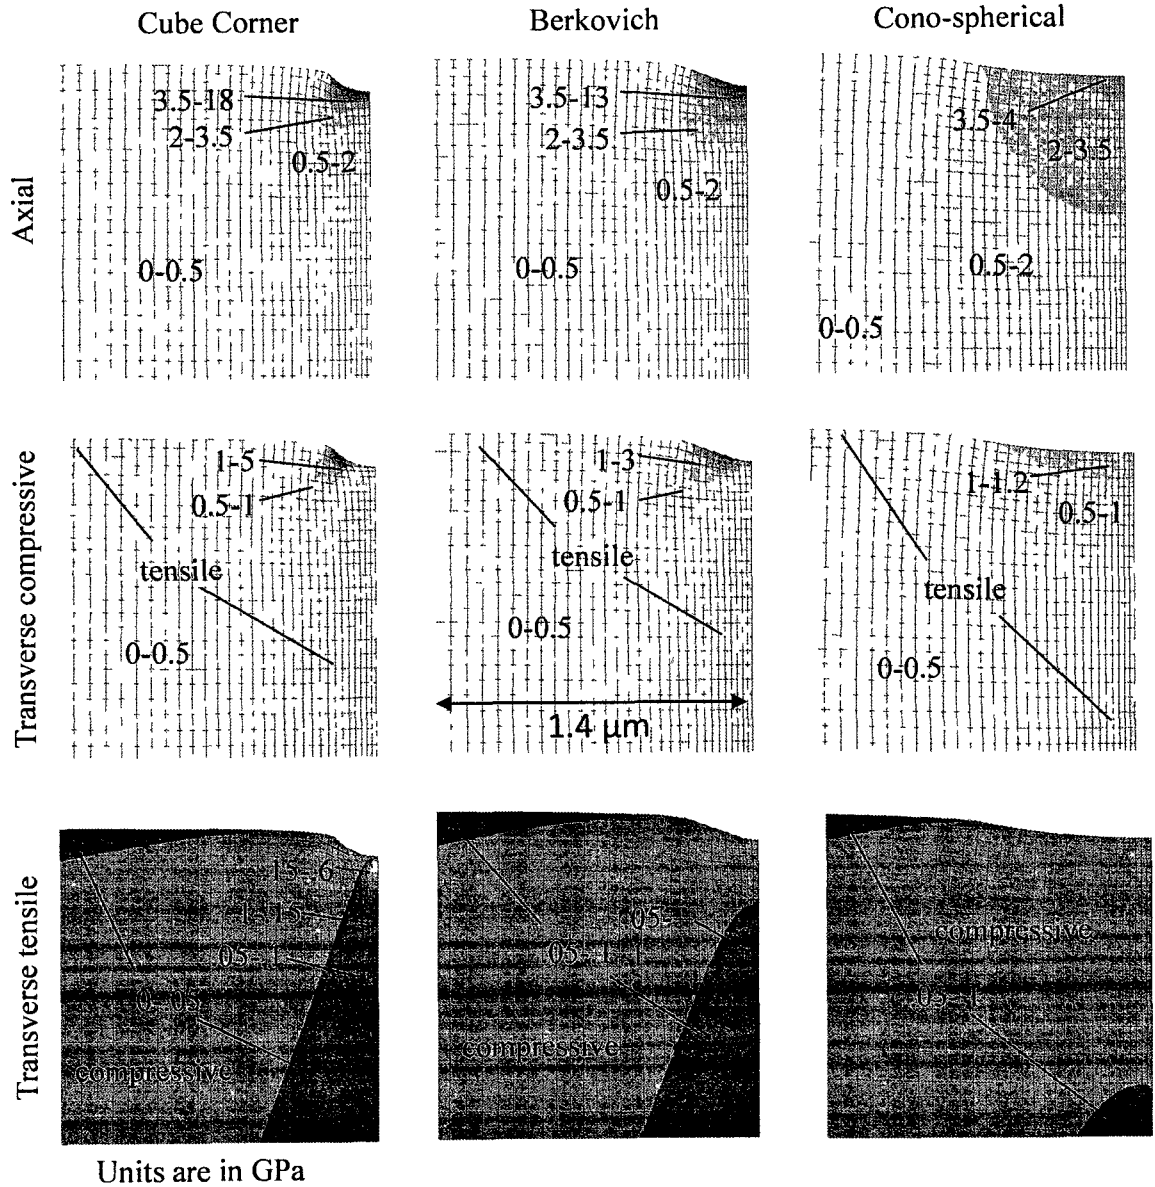 Cube Corner
Berkovich
Cono-spherical
Axial
3.5-18
2-3.5
0.5-2
0-0.5
3.5-13
2-3.5
0.5-2
0-0.5
3.5-4
2-3.5
0.5-2
0-0.5
Transverse compressive
1-5
0.5-1
tensile
0-0.5
1-3
0.5-1
tensile
0-0.5
1.4 μm
1-1.2
0.5-1
tensile
0-0.5
Transverse tensile
compressive
compressive
compressive
Units are in GPa